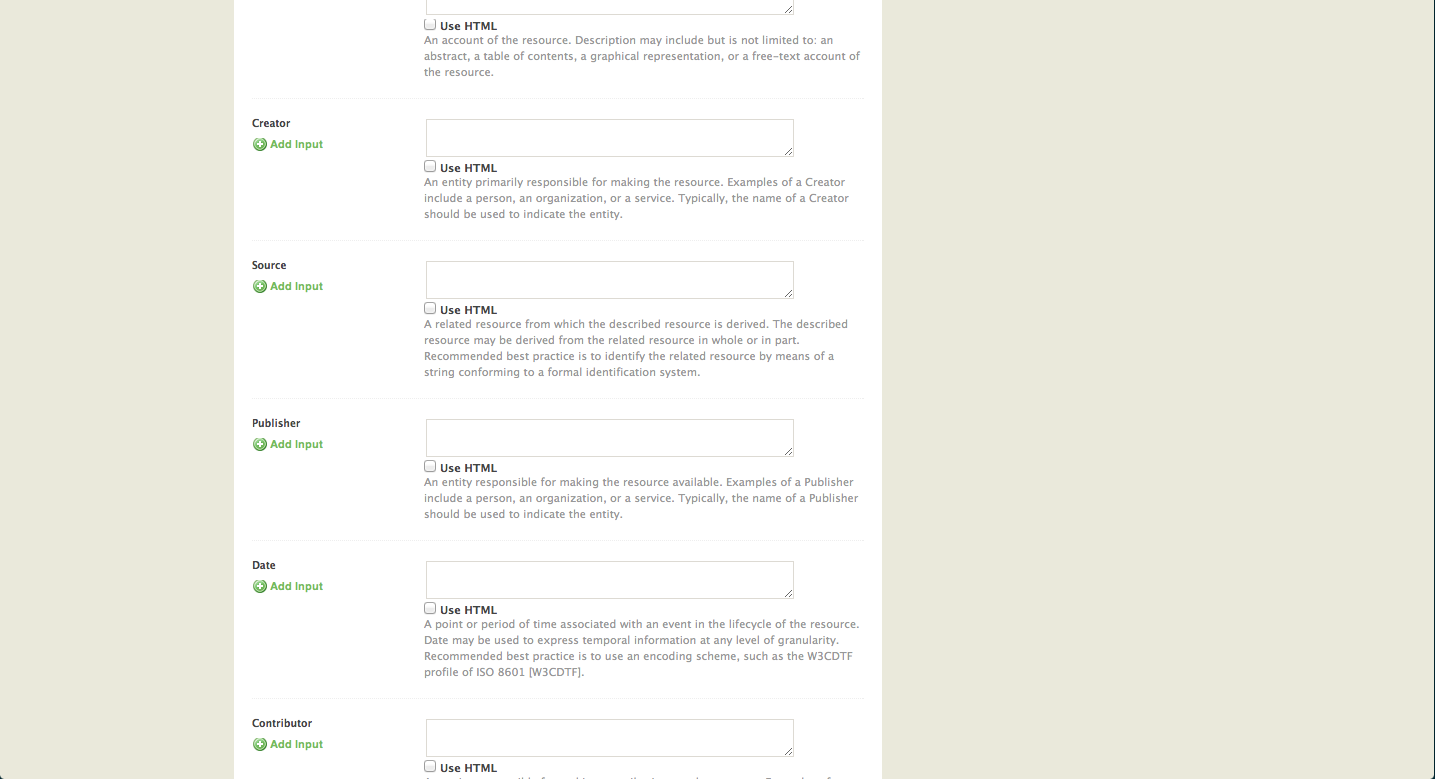 Use HTML
An account of the resource. Description may include but is not limited to: an
abstract, a table of contents, a graphical representation, or a free-text account of
the resource.
Creator
Add Input
Use HTML
An entity primarily responsible for making the resource. Examples of a Creator
include a person, an organization, or a service. Typically, the name of a Creator
should be used to indicate the entity.
Source
Add Input
Use HTML
A related resource from which the described resource is derived. The described
resource may be derived from the related resource in whole or in part.
Recommended best practice is to identify the related resource by means of a
string conforming to a formal identification system.
Publisher
Add Input
Use HTML
An entity responsible for making the resource available. Examples of a Publisher
include a person, an organization, or a service. Typically, the name of a Publisher
should be used to indicate the entity.
Date
Add Input
Use HTML
A point or period of time associated with an event in the lifecycle of the resource.
Date may be used to express temporal information at any level of granularity.
Recommended best practice is to use an encoding scheme, such as the W3CDTF
profile of ISO 8601 [W3CDTF].
Contributor
Add Input
Use HTML